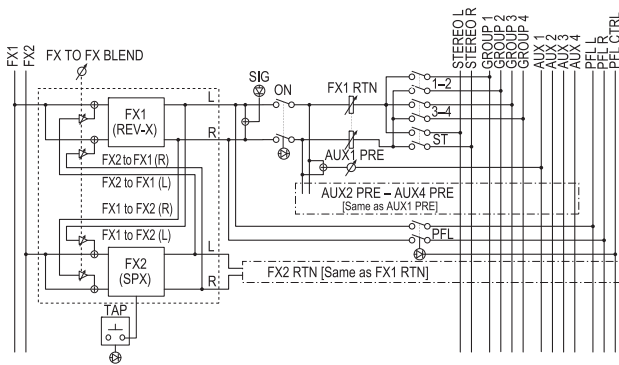 FX1
FX2
FX TO FX BLEND
STEREO L
STEREO R
GROUP 1
GROUP 2
GROUP 3
GROUP 4
AUX 1
AUX 2
AUX 3
AUX 4
PFL L
PFL R
PFL CTRL
SIG
ON
FX1 RTN
1–2
3–4
ST
L
R
FX1
(REV-X)
AUX1 PRE
FX2 to FX1 (R)
FX2 to FX1 (L)
AUX2 PRE – AUX4 PRE
[Same as AUX1 PRE]
FX1 to FX2 (R)
FX1 to FX2 (L)
PFL
L
R
FX2
(SPX)
FX2 RTN [Same as FX1 RTN]
TAP